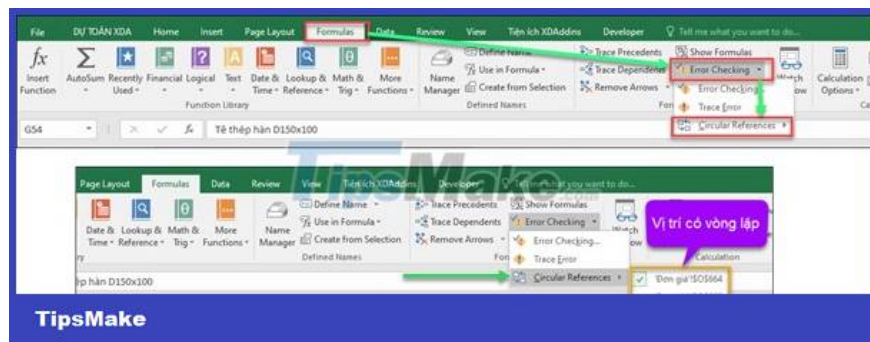 File DỰ TOÁN XDA Home Insert Page Layout Formulas Data Review View Tiện ích XDAddins Developer Tell me what you want to do...
fx Insert Function
Σ AutoSum
Recently Used
Financial
Logical
Text
Date & Time
Lookup & Reference
Math & Trig
More Functions
Function Library
Name Manager
Define Name
Use in Formula
Create from Selection
Defined Names
Trace Precedents
Trace Dependents
Remove Arrows
Show Formulas
Error Checking
Error Checking...
Trace Error
Circular References
Calculation Options
G54 fx Tê thép hàn D150x100
TipsMake.com
Page Layout Formulas Data Review View Tiện ích XDAddins Developer Tell me what you want to do...
Date & Time
Lookup & Reference
Math & Trig
More Functions
Name Manager
Define Name
Use in Formula
Create from Selection
Defined Names
Trace Precedents
Trace Dependents
Remove Arrows
Show Formulas
Error Checking
Error Checking...
Trace Error
Circular References
Vị trí có vòng lặp
Calculation
hàn D150x100
'Đơn giá'!$O$664
TipsMake